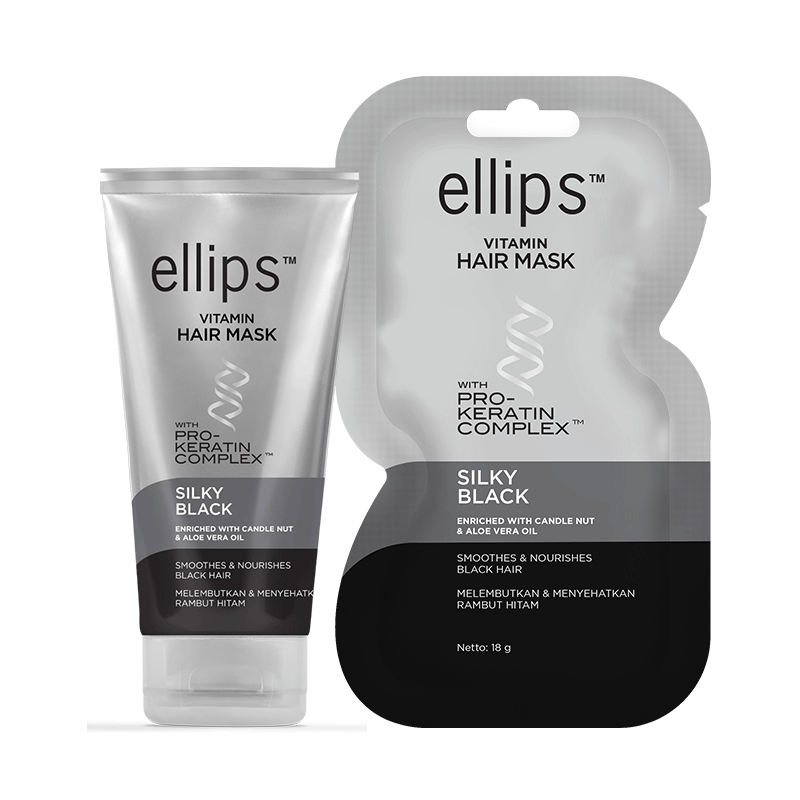 ellips™
VITAMIN
HAIR MASK
WITH
PRO-
KERATIN
COMPLEX™
SILKY
BLACK
ENRICHED WITH CANDLE NUT
& ALOE VERA OIL
SMOOTHES & NOURISHES
BLACK HAIR
MELEMBUTKAN & MENYEHATK
RAMBUT HITAM
ellips™
VITAMIN
HAIR MASK
WITH
PRO-
KERATIN
COMPLEX™
SILKY
BLACK
ENRICHED WITH CANDLE NUT
& ALOE VERA OIL
SMOOTHES & NOURISHES
BLACK HAIR
MELEMBUTKAN & MENYEHATKAN
RAMBUT HITAM
Netto: 18 g